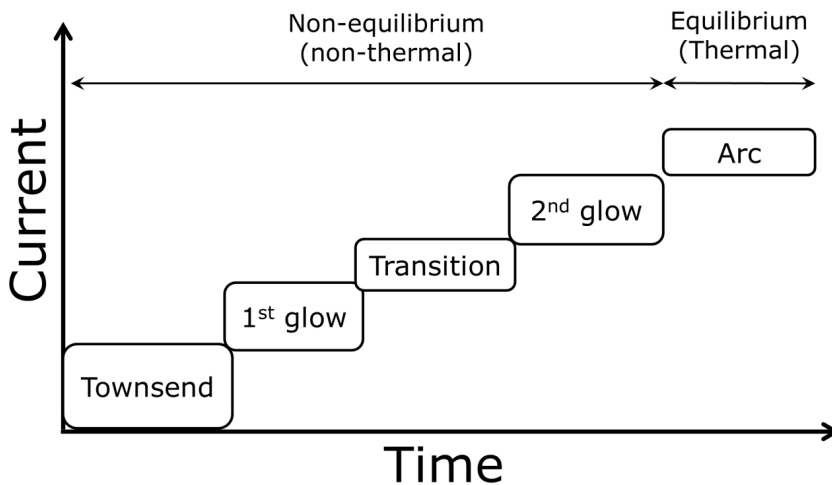 Non-equilibrium
(non-thermal)
Equilibrium
(Thermal)
Current
Arc
2nd glow
Transition
1st glow
Townsend
Time